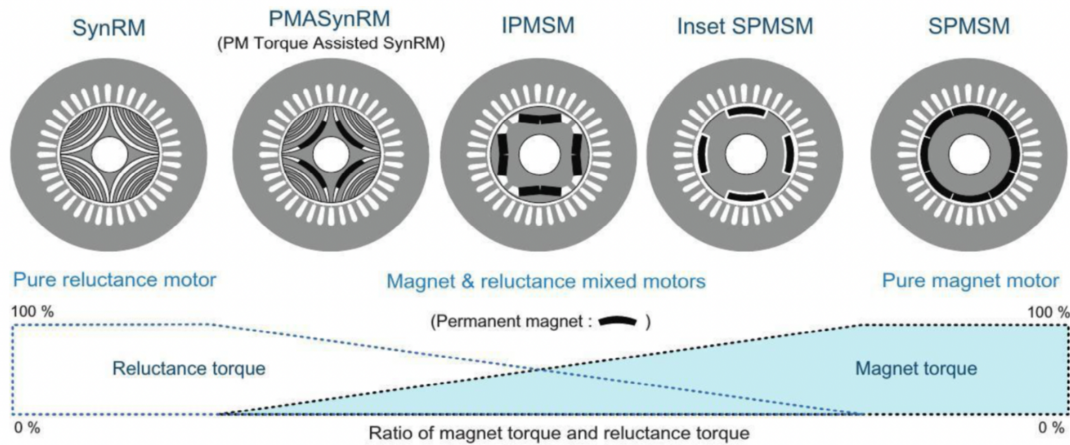 SynRM
PMASynRM
(PM Torque Assisted SynRM)
IPMSM
Inset SPMSM
SPMSM
Pure reluctance motor
Magnet & reluctance mixed motors
Pure magnet motor
100 %
(Permanent magnet : )
100 %
Reluctance torque
Magnet torque
0 %
Ratio of magnet torque and reluctance torque
0 %